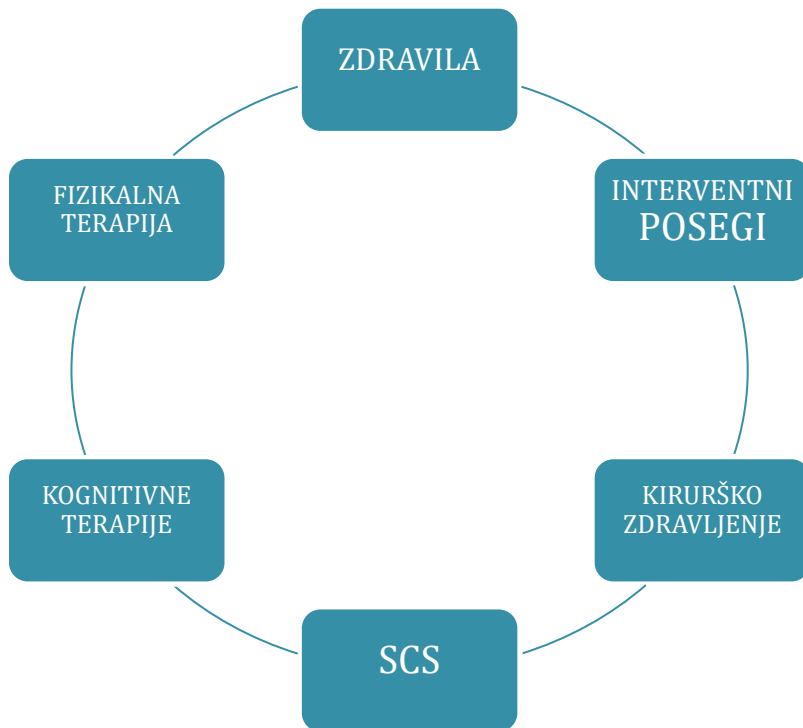 ZDRAVILA
INTERVENTNI
POSEGI
KIRURŠKO
ZDRAVLJENJE
SCS
KOGNITIVNE
TERAPIJE
FIZIKALNA
TERAPIJA